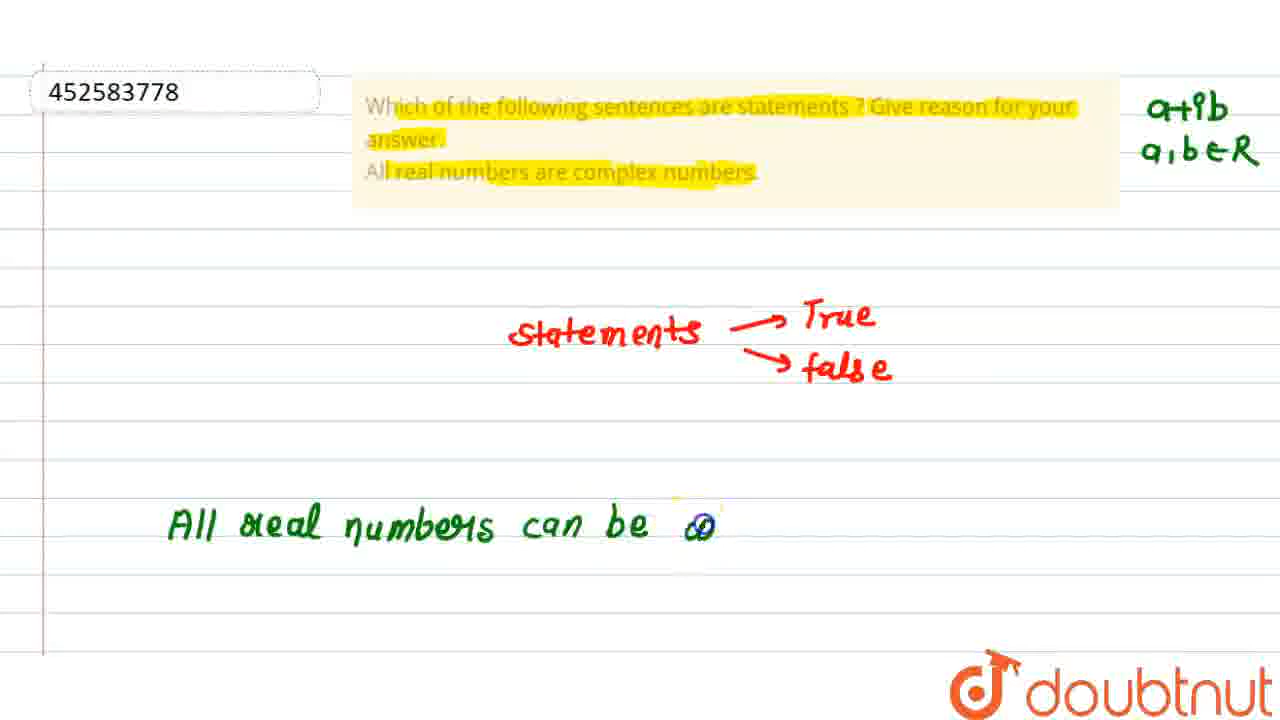 452583778
Which of the following sentences are statements ? Give reason for your
answer.
All real numbers are complex numbers.
a+ib
a, b ∈ R
Statements → True
→ false
All real numbers can be
doubtnut